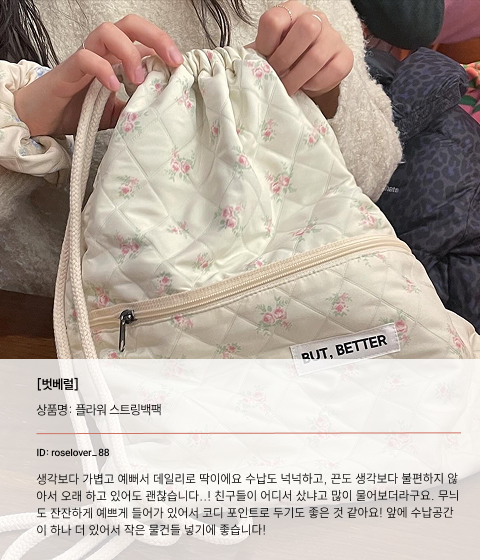 BUT, BETTER
[벗베럴]
상품명: 플라워 스트링백팩
ID: roselover_88
생각보다 가볍고 예뻐서 데일리로 딱이에요 수납도 넉넉하고, 끈도 생각보다 불편하지 않
아서 오래 하고 있어도 괜찮습니다..! 친구들이 어디서 샀냐고 많이 물어보더라구요. 무늬
도 잔잔하게 예쁘게 들어가 있어서 코디 포인트로 두기도 좋은 것 같아요! 앞에 수납공간
이 하나 더 있어서 작은 물건들 넣기에 좋습니다!